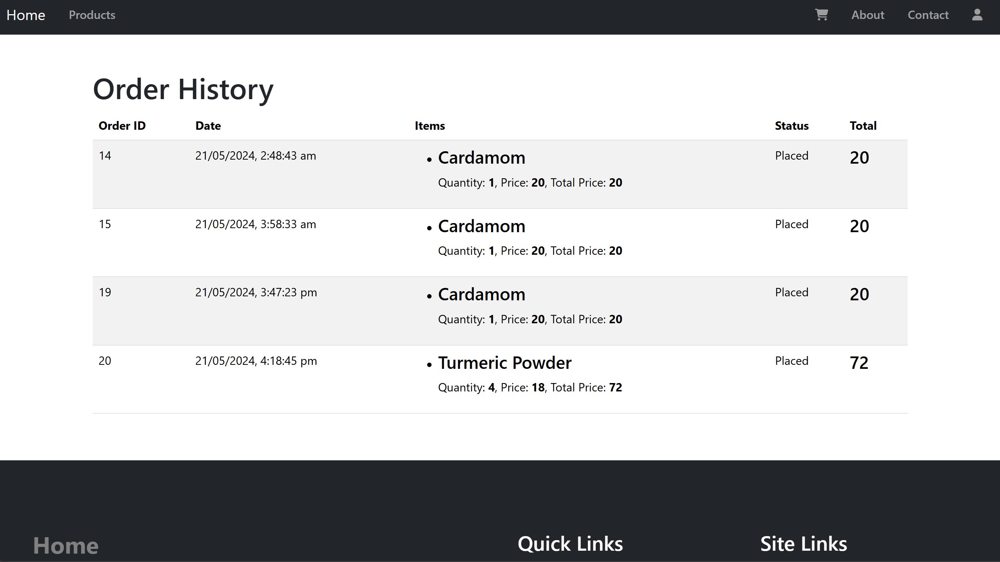 Home Products About Contact
Order History
Order ID Date Items Status Total
14 21/05/2024, 2:48:43 am • Cardamom Placed 20
Quantity: 1, Price: 20, Total Price: 20
15 21/05/2024, 3:58:33 am • Cardamom Placed 20
Quantity: 1, Price: 20, Total Price: 20
19 21/05/2024, 3:47:23 pm • Cardamom Placed 20
Quantity: 1, Price: 20, Total Price: 20
20 21/05/2024, 4:18:45 pm • Turmeric Powder Placed 72
Quantity: 4, Price: 18, Total Price: 72
Home Quick Links Site Links